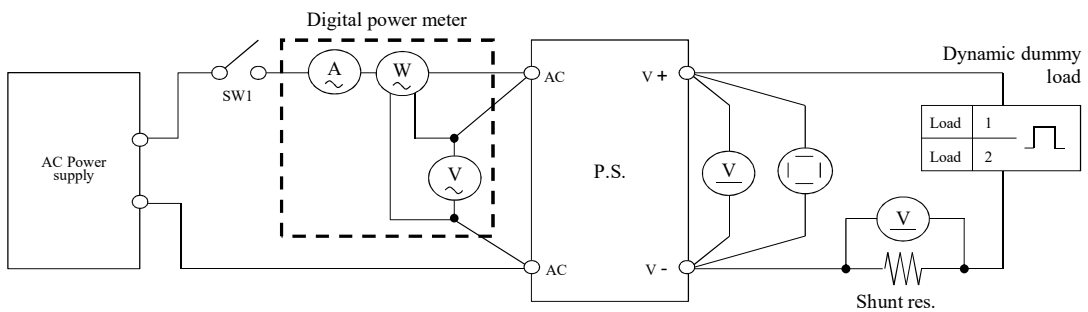 Digital power meter
Dynamic dummy
load
A
W
AC
V +
SW1
Load 1
Load 2
AC Power
supply
V
P.S.
V
V
AC
V -
Shunt res.